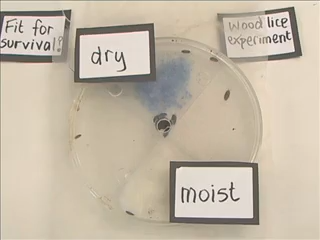 Fit for
survival?
dry
Wood lice
experiment
moist